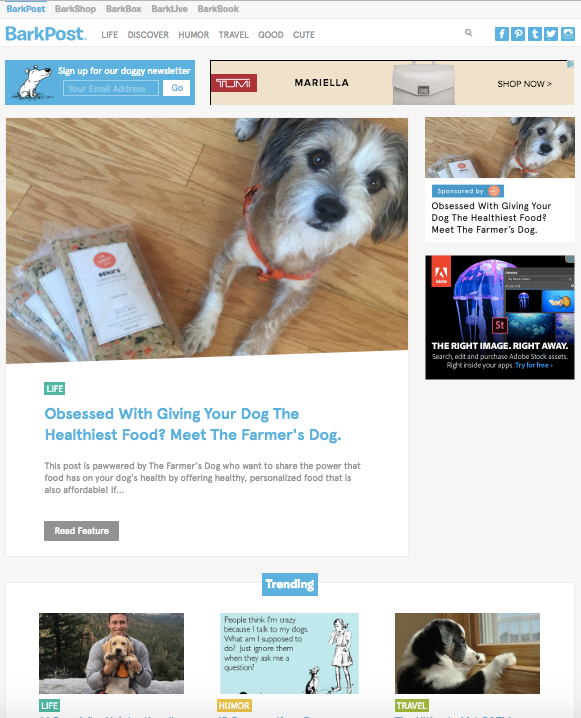 BarkPost BarkShop BarkBox BarkLive BarkBook
BarkPost
LIFE DISCOVER HUMOR TRAVEL GOOD CUTE
Sign up for our doggy newsletter
Your Email Address Go
TUMI MARIELLA SHOP NOW >
LIFE
Obsessed With Giving Your Dog The
Healthiest Food? Meet The Farmer's Dog.
This post is pawwered by The Farmer's Dog who want to share the power that
food has on your dog's health by offering healthy, personalized food that is
also affordable! If...
Read Feature
Sponsored by
Obsessed With Giving Your
Dog The Healthiest Food?
Meet The Farmer's Dog.
Adobe
Libraries
St
THE RIGHT IMAGE. RIGHT AWAY.
Search, edit and purchase Adobe Stock assets.
Right inside your apps. Try for free ›
Trending
People think I'm crazy
because I talk to my dogs.
What am I supposed to
do? Just ignore them
when they ask me a
question?
LIFE
HUMOR
TRAVEL